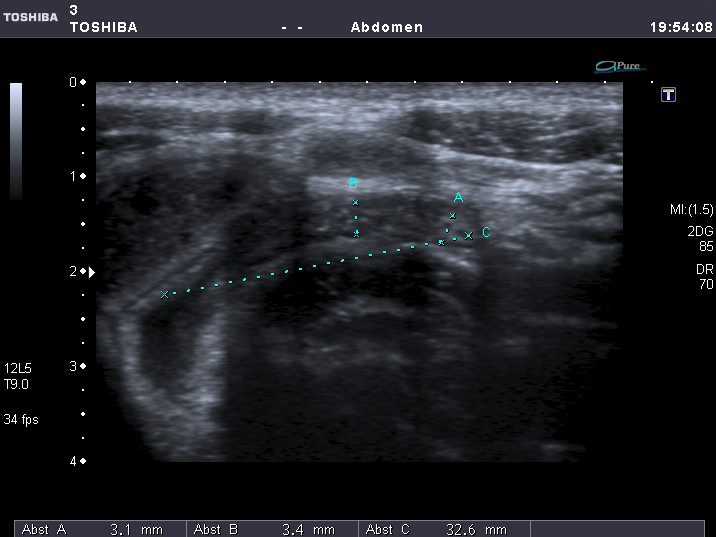 TOSHIBA
3
TOSHIBA - - Abdomen 19:54:08
Pure
T
0
1
2
3
4
B
A
C
MI:(1.5)
2DG
85
DR
70
12L5
T9.0
34 fps
Abst A 3.1 mm Abst B 3.4 mm Abst C 32.6 mm